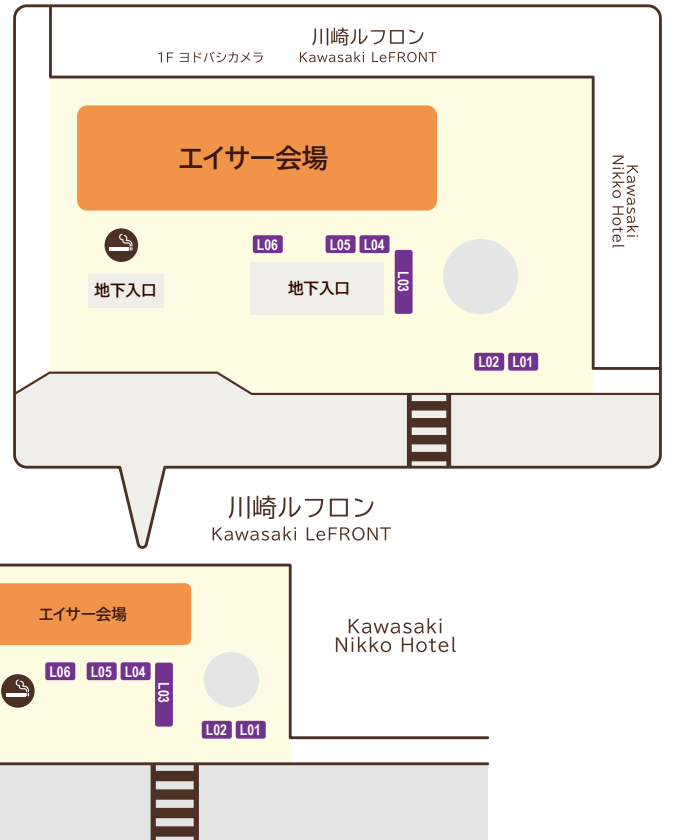 川崎ルフロン
1F ヨドバシカメラ
Kawasaki LeFRONT
エイサー会場
Kawasaki
Nikko Hotel
L06
L05
L04
L03
地下入口
地下入口
L02
L01
川崎ルフロン
Kawasaki LeFRONT
エイサー会場
Kawasaki
Nikko Hotel
L06
L05
L04
L03
L02
L01